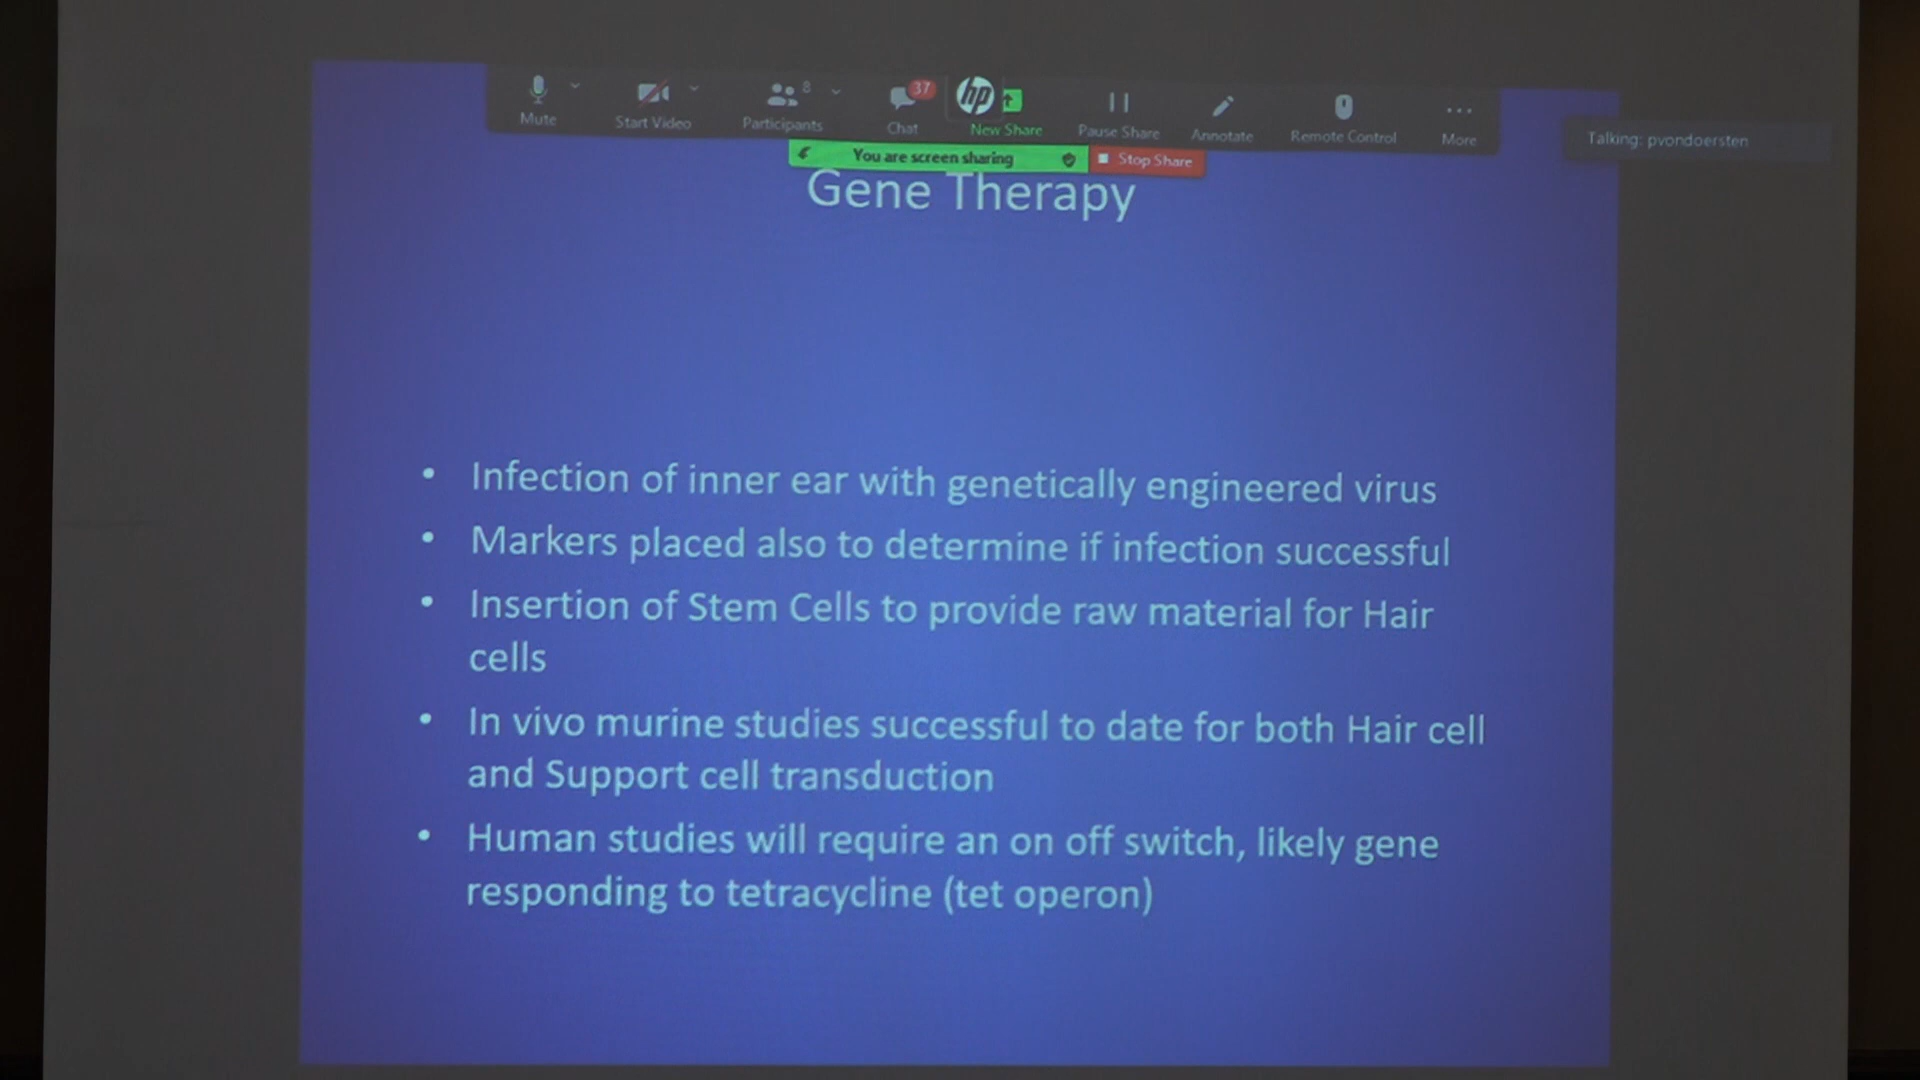 Mute
Start Video
8
Participants
37
Chat
hp
New Share
Pause Share
Annotate
Remote Control
More
Talking: pvondoersten
You are screen sharing
Stop Share
Gene Therapy
• Infection of inner ear with genetically engineered virus
• Markers placed also to determine if infection successful
• Insertion of Stem Cells to provide raw material for Hair
cells
• In vivo murine studies successful to date for both Hair cell
and Support cell transduction
• Human studies will require an on off switch, likely gene
responding to tetracycline (tet operon)